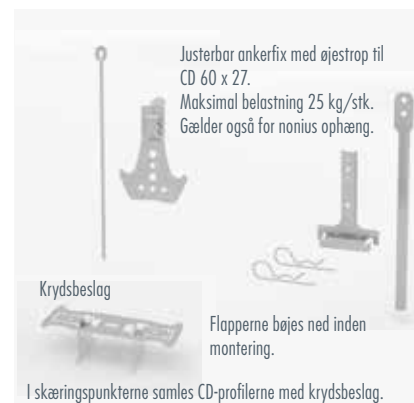 Justerbar ankerfix med øjestrop til
CD 60 x 27.
Maksimal belastning 25 kg/stk.
Gælder også for nonius ophæng.
Krydsbeslag
Flapperne bøjes ned inden
montering.
I skæringspunkterne samles CD-profilerne med krydsbeslag.